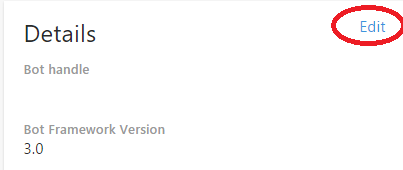 Details
Edit
Bot handle
Bot Framework Version
3.0